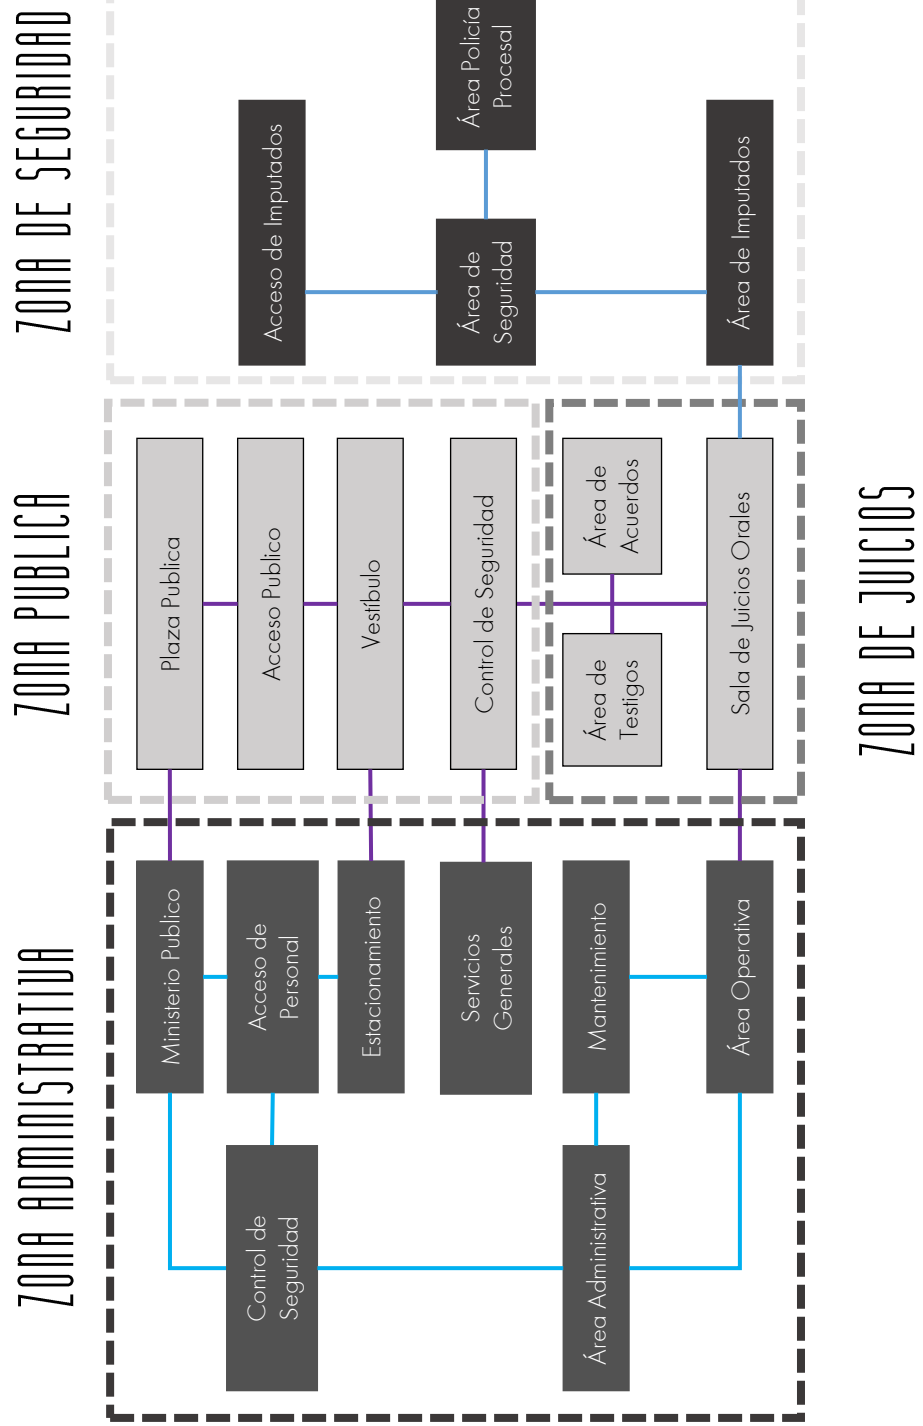 ZONA ADMINISTRATIVA
Control de
Seguridad
Área Administrativa
Ministerio Publico
Acceso de
Personal
Estacionamiento
Servicios
Generales
Mantenimiento
Área Operativa
ZONA PUBLICA
Plaza Publica
Acceso Publico
Vestíbulo
Control de Seguridad
Área de
Testigos
Área de
Acuerdos
Sala de Juicios Orales
ZONA DE JUICIOS
ZONA DE SEGURIDAD
Acceso de Imputados
Área de
Seguridad
Área Policía
Procesal
Área de Imputados